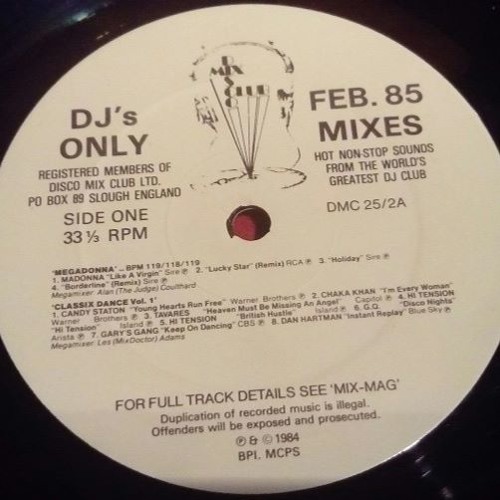 DISCO
MIX
CLUB
DJ's
ONLY
REGISTERED MEMBERS OF
DISCO MIX CLUB LTD.
PO BOX 89 SLOUGH ENGLAND
SIDE ONE
33 ⅓ RPM
FEB. 85
MIXES
HOT NON-STOP SOUNDS
FROM THE WORLD'S
GREATEST DJ CLUB
DMC 25/2A
'MEGADONNA' – BPM 119/118/119
1. MADONNA "Like A Virgin" Sire ℗ 2. "Lucky Star" (Remix) RCA ℗ 3. "Holiday" Sire ℗
4. "Borderline" (Remix) Sire ℗
Megamixer: Alan (The Judge) Coulthard
'CLASSIX DANCE Vol. 1'
1. CANDY STATON "Young Hearts Run Free" Warner Brothers ℗ 2. CHAKA KHAN "I'm Every Woman"
Warner Brothers ℗ 3. TAVARES "Heaven Must Be Missing An Angel" Capitol ℗ 4. HI TENSION
"Hi Tension" Island ℗ 5. HI TENSION "British Hustle" Island ℗ 6. G.Q. "Disco Nights"
Arista ℗ 7. GARY'S GANG "Keep On Dancing" CBS ℗ 8. DAN HARTMAN "Instant Replay" Blue Sky ℗
Megamixer: Les (MixDoctor) Adams
FOR FULL TRACK DETAILS SEE 'MIX-MAG'
Duplication of recorded music is illegal.
Offenders will be exposed and prosecuted.
℗ & © 1984
BPI. MCPS